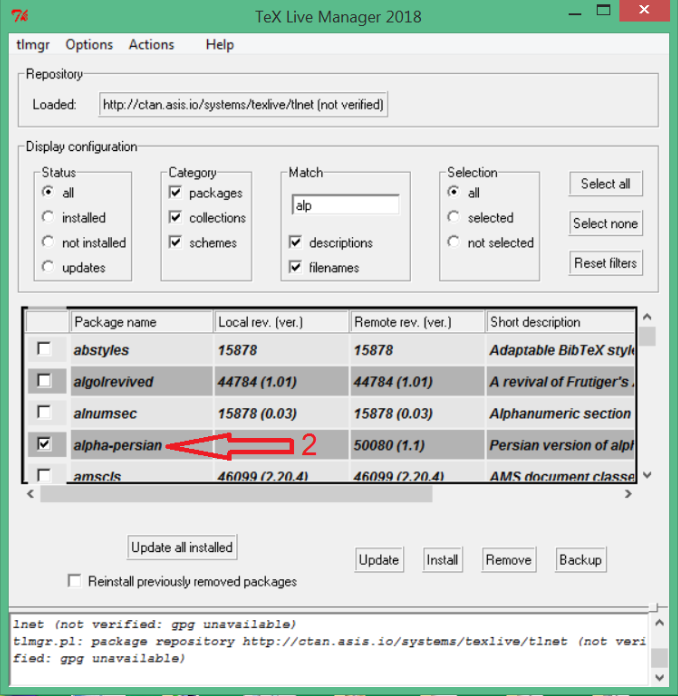 TeX Live Manager 2018
tlmgr Options Actions Help
Repository
Loaded: http://ctan.asis.io/systems/texlive/tlnet (not verified)
Display configuration
Status Category Match Selection
all packages all Select all
alp
installed collections selected Select none
not installed schemes descriptions not selected
updates filenames Reset filters
Package name Local rev. (ver.) Remote rev. (ver.) Short description
abstyles 15878 15878 Adaptable BibTeX style
algolrevived 44784 (1.01) 44784 (1.01) A revival of Frutiger's
alnumsec 15878 (0.03) 15878 (0.03) Alphanumeric section
alpha-persian 2 50080 (1.1) Persian version of alph
amscls 46099 (2.20.4) 46099 (2.20.4) AMS document classe
Update all installed
Update Install Remove Backup
Reinstall previously removed packages
lnet (not verified: gpg unavailable)
tlmgr.pl: package repository http://ctan.asis.io/systems/texlive/tlnet (not veri
fied: gpg unavailable)